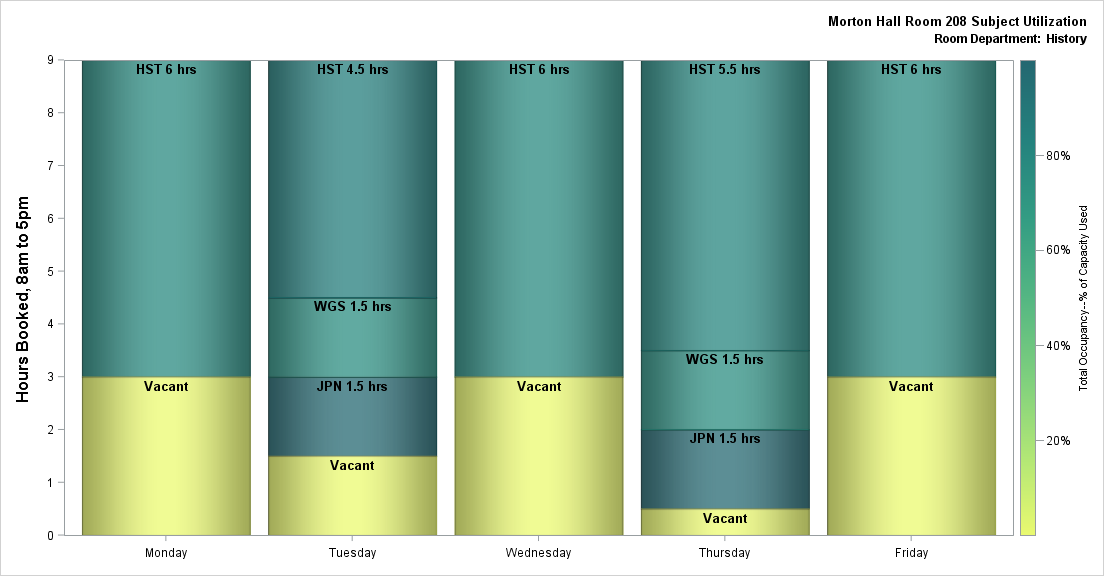 Morton Hall Room 208 Subject Utilization
Room Department: History
Hours Booked, 8am to 5pm
9
8
7
6
5
4
3
2
1
0
HST 6 hrs
Vacant
HST 4.5 hrs
WGS 1.5 hrs
JPN 1.5 hrs
Vacant
HST 6 hrs
Vacant
HST 5.5 hrs
WGS 1.5 hrs
JPN 1.5 hrs
Vacant
HST 6 hrs
Vacant
Monday
Tuesday
Wednesday
Thursday
Friday
80%
60%
40%
20%
Total Occupancy--% of Capacity Used